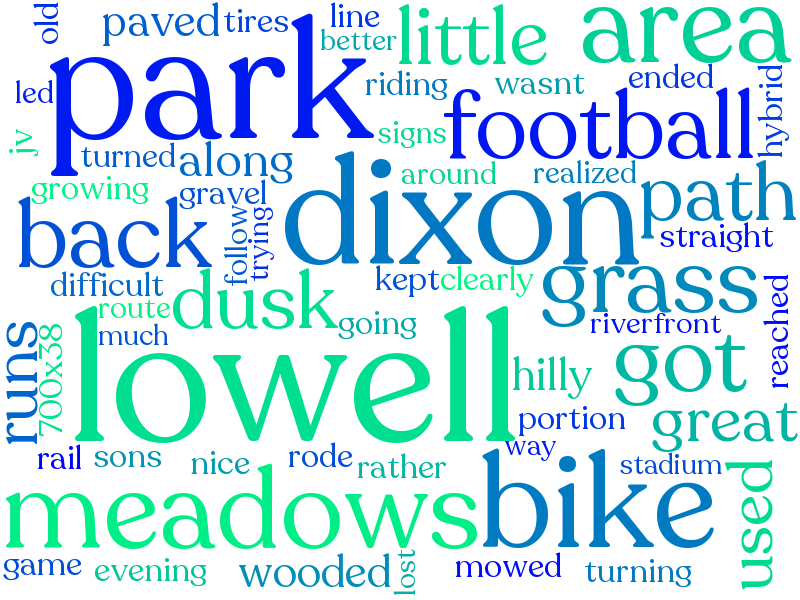 old
paved
tires
line
better
little
area
led
park
riding
wasnt
ended
hybrid
jv
signs
football
turned
along
growing
gravel
around
realized
dixon
path
back
follow
trying
straight
difficult
kept
clearly
grass
reached
route
dusk
much
going
riverfront
runs
700x38
lowell
hilly
got
portion
great
way
rail
sons
nice
rode
rather
stadium
meadows
bike
used
game
evening
wooded
lost
mowed
turning